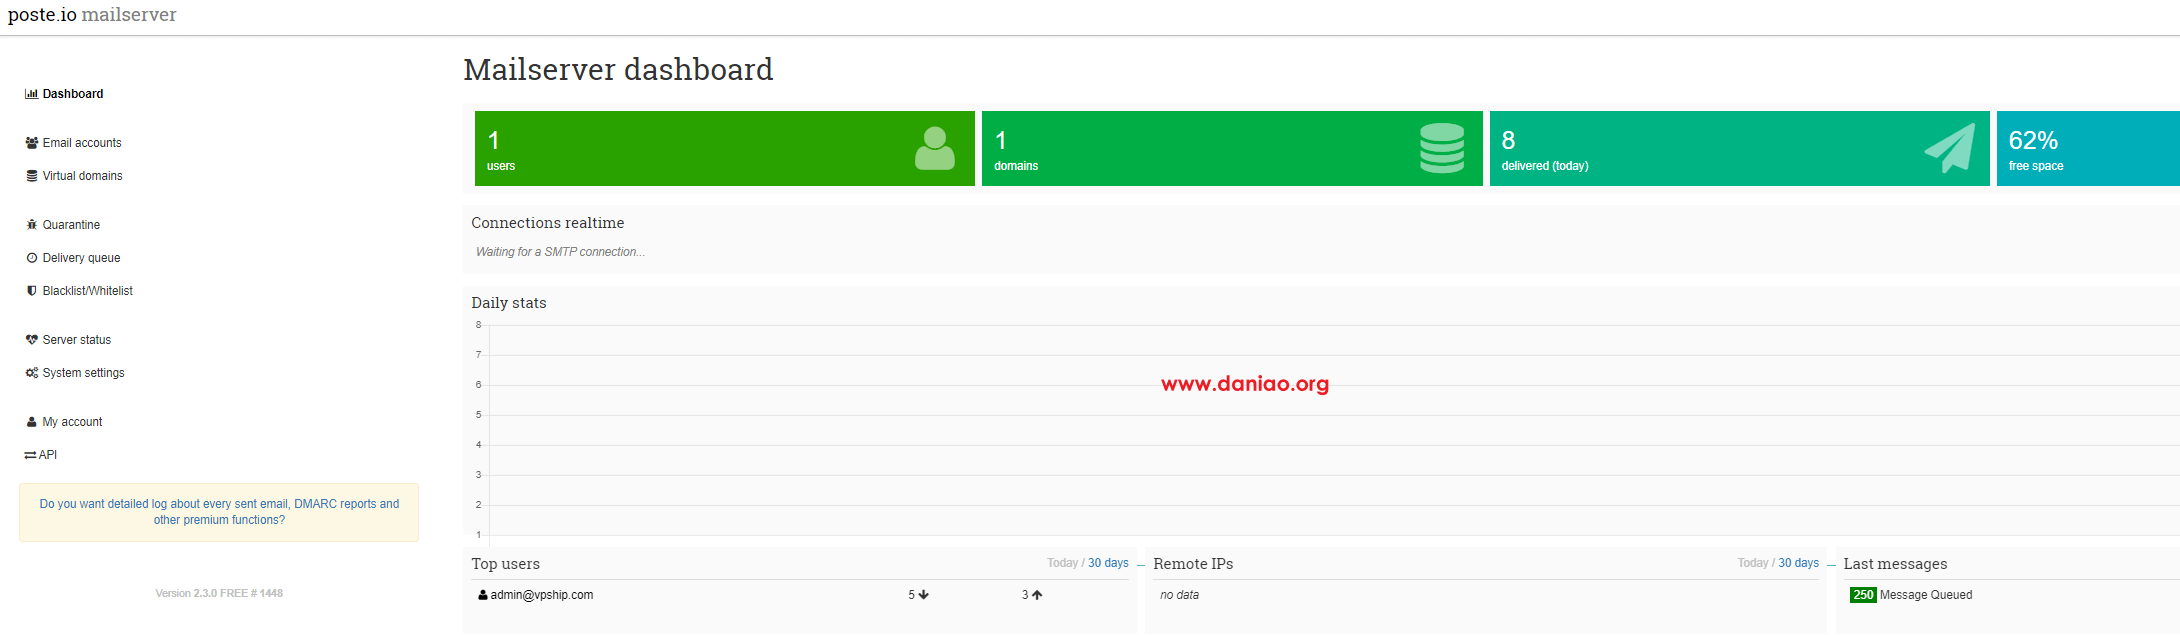 poste.io mailserver
Dashboard
Email accounts
Virtual domains
Quarantine
Delivery queue
Blacklist/Whitelist
Server status
System settings
My account
API
Do you want detailed log about every sent email, DMARC reports and
other premium functions?
Version 2.3.0 FREE # 1448
Mailserver dashboard
1
users
1
domains
8
delivered (today)
62%
free space
Connections realtime
Waiting for a SMTP connection...
Daily stats
8
7
6
5
4
3
2
1
www.daniao.org
Top users Today / 30 days
admin@vpship.com 5 3
Remote IPs Today / 30 days
no data
Last messages
250 Message Queued